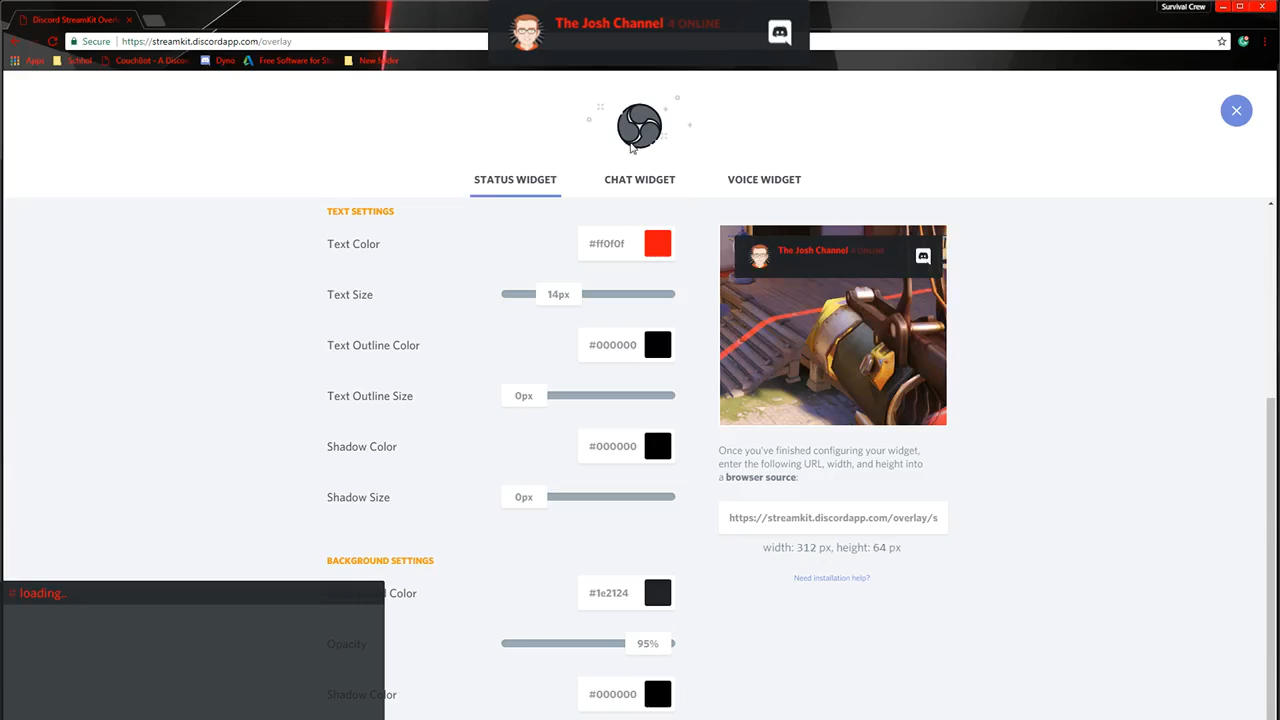 Discord StreamKit Overl
The Josh Channel 4 ONLINE
Survival Crew
Secure
https://streamkit.discordapp.com/overlay
Apps
CouchBot - A Disco
Dyno
Free Software for St
New folder
STATUS WIDGET
CHAT WIDGET
VOICE WIDGET
TEXT SETTINGS
Text Color
#ff0f0f
Text Size
14px
Text Outline Color
#000000
Text Outline Size
0px
Shadow Color
#000000
Shadow Size
0px
The Josh Channel 4 ONLINE
Once you've finished configuring your widget,
enter the following URL, width, and height into
a browser source:
https://streamkit.discordapp.com/overlay/s
width: 312 px, height: 64 px
Need installation help?
BACKGROUND SETTINGS
# loading..
Color
#1e2124
Opacity
95%
Shadow Color
#000000